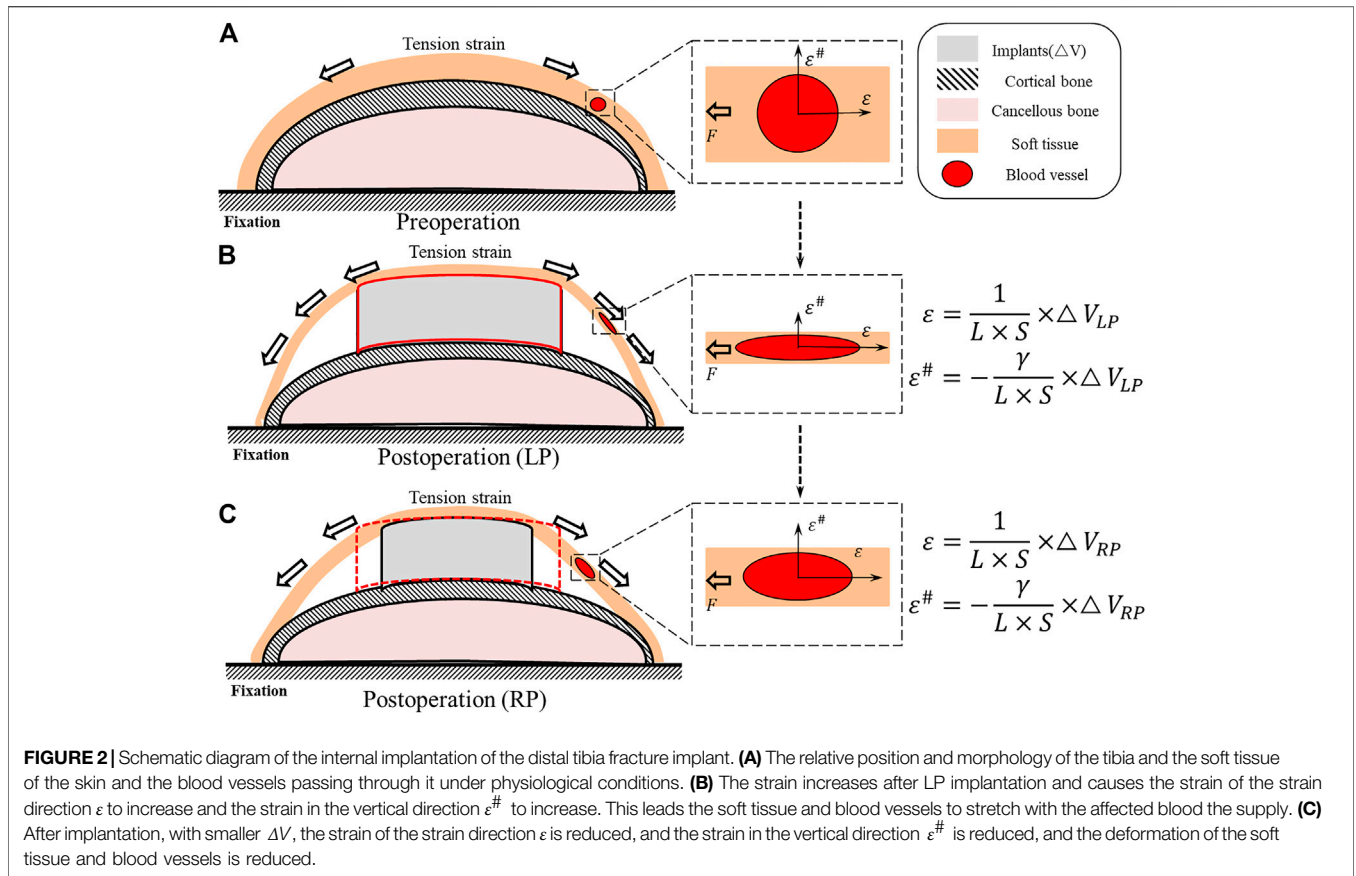 A
Tension strain
ε#
ε
F
Fixation
Preoperation
Implants(△V)
Cortical bone
Cancellous bone
Soft tissue
Blood vessel
B
Tension strain
ε#
ε
F
Fixation
Postoperation (LP)
ε = 1/(L × S) × △V_LP
ε# = − γ/(L × S) × △V_LP
C
Tension strain
ε#
ε
F
Fixation
Postoperation (RP)
ε = 1/(L × S) × △V_RP
ε# = − γ/(L × S) × △V_RP
FIGURE 2 | Schematic diagram of the internal implantation of the distal tibia fracture implant. (A) The relative position and morphology of the tibia and the soft tissue
of the skin and the blood vessels passing through it under physiological conditions. (B) The strain increases after LP implantation and causes the strain of the strain
direction ε to increase and the strain in the vertical direction ε# to increase. This leads the soft tissue and blood vessels to stretch with the affected blood the supply. (C)
After implantation, with smaller ΔV, the strain of the strain direction ε is reduced, and the strain in the vertical direction ε# is reduced, and the deformation of the soft
tissue and blood vessels is reduced.